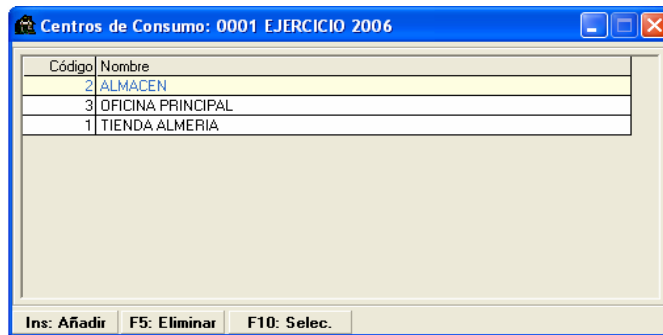 Centros de Consumo: 0001 EJERCICIO 2006
Código Nombre
2 ALMACEN
3 OFICINA PRINCIPAL
1 TIENDA ALMERIA
Ins: Añadir F5: Eliminar F10: Selec.